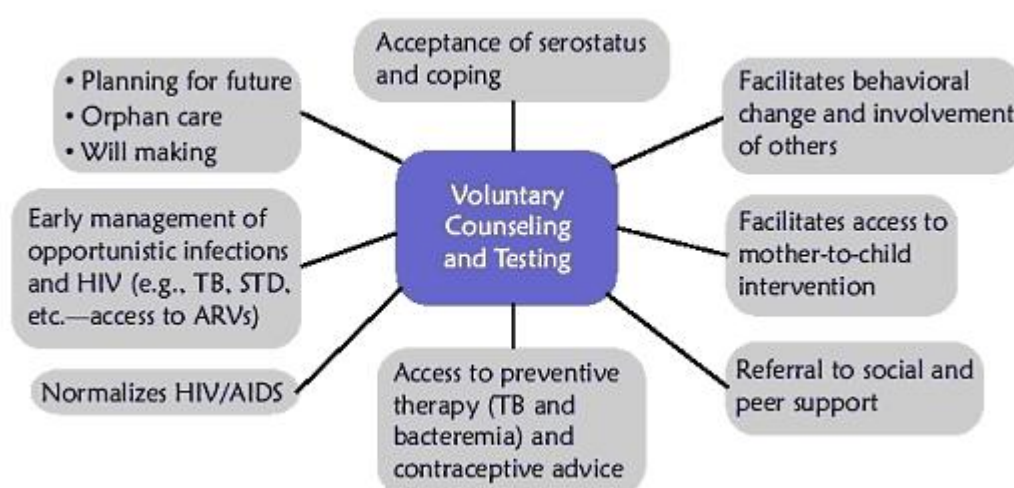 Acceptance of serostatus
and coping
• Planning for future
• Orphan care
• Will making
Facilitates behavioral
change and involvement
of others
Voluntary
Counseling
and Testing
Early management of
opportunistic infections
and HIV (e.g., TB, STD,
etc.—access to ARVs)
Facilitates access to
mother-to-child
intervention
Normalizes HIV/AIDS
Access to preventive
therapy (TB and
bacteremia) and
contraceptive advice
Referral to social and
peer support